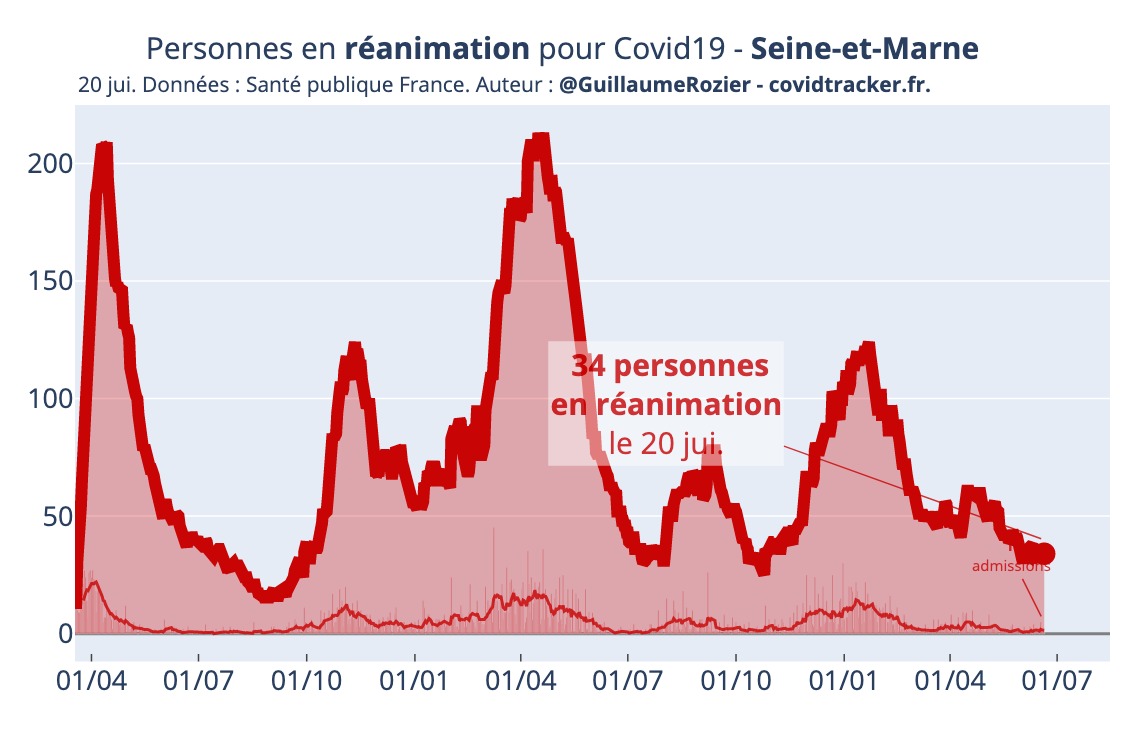 Personnes en réanimation pour Covid19 - Seine-et-Marne
20 jui. Données : Santé publique France. Auteur : @GuillaumeRozier - covidtracker.fr.
200
150
100
50
0
34 personnes
en réanimation
le 20 jui.
admissions
01/04 01/07 01/10 01/01 01/04 01/07 01/10 01/01 01/04 01/07